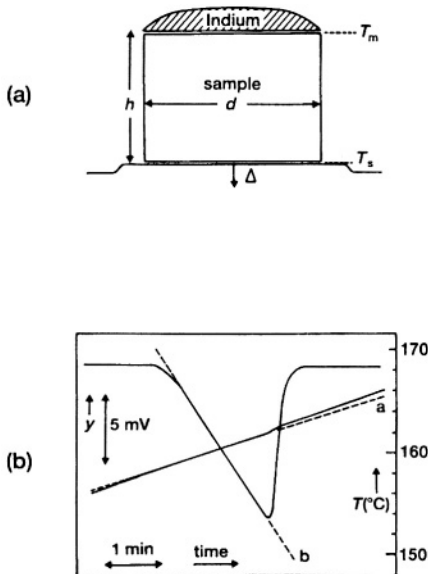 Indium
T_m
(a)
h
sample
d
T_s
Δ
170
a
y
5 mV
160
(b)
T(°C)
1 min
time
b
150